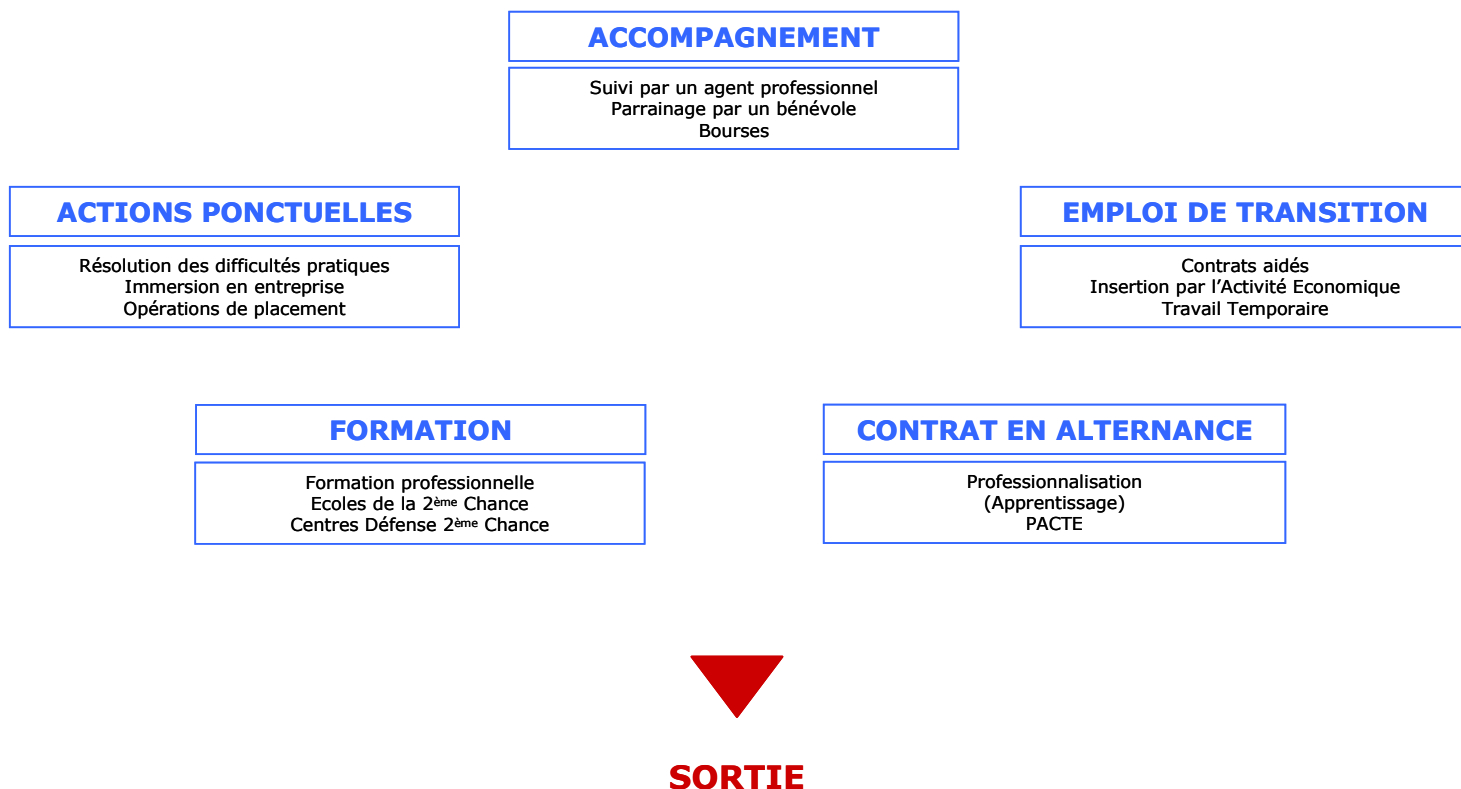 ACCOMPAGNEMENT
Suivi par un agent professionnel
Parrainage par un bénévole
Bourses
ACTIONS PONCTUELLES
Résolution des difficultés pratiques
Immersion en entreprise
Opérations de placement
EMPLOI DE TRANSITION
Contrats aidés
Insertion par l’Activité Economique
Travail Temporaire
FORMATION
Formation professionnelle
Ecoles de la 2ème Chance
Centres Défense 2ème Chance
CONTRAT EN ALTERNANCE
Professionnalisation
(Apprentissage)
PACTE
SORTIE